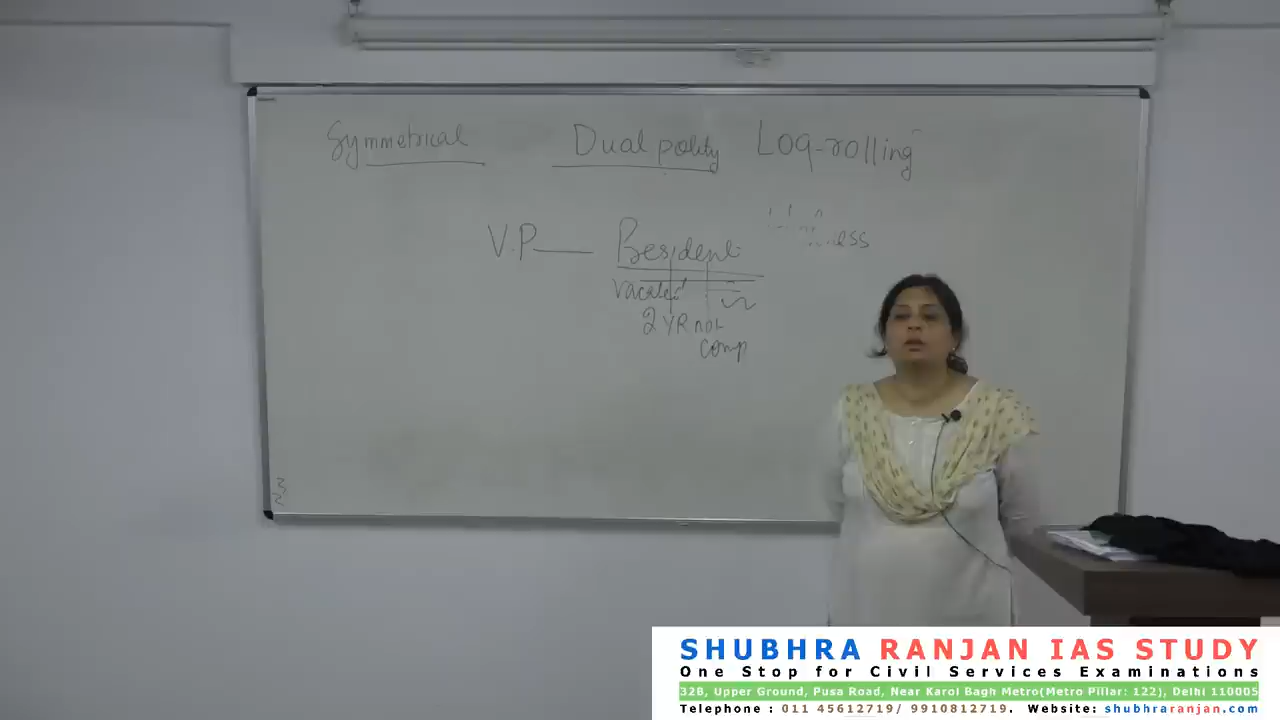 Symmetrical Dual polity Log-rolling
V.P — President
ess
vacated
2 YR not
comp
SHUBHRA RANJAN IAS STUDY
One Stop for Civil Services Examinations
32B, Upper Ground, Pusa Road, Near Karol Bagh Metro(Metro Pillar: 122), Delhi 110005
Telephone : 011 45612719/ 9910812719. Website: shubhraranjan.com